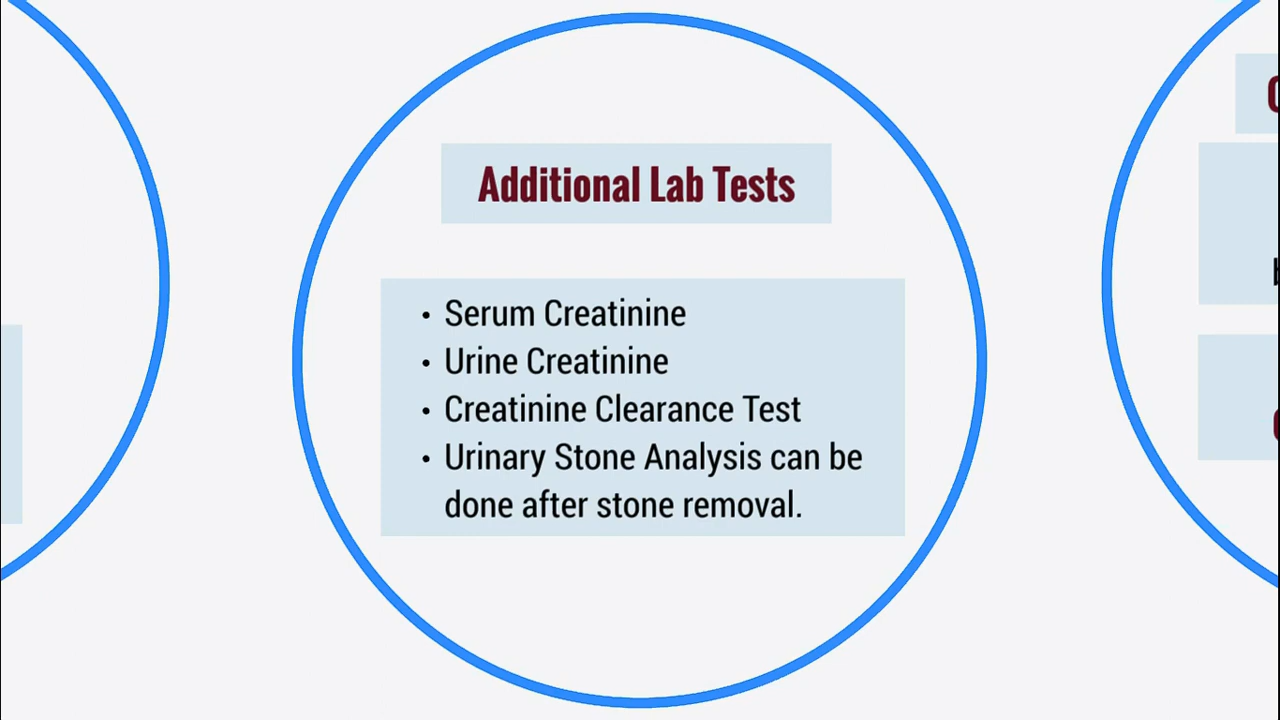 Additional Lab Tests
• Serum Creatinine
• Urine Creatinine
• Creatinine Clearance Test
• Urinary Stone Analysis can be
done after stone removal.